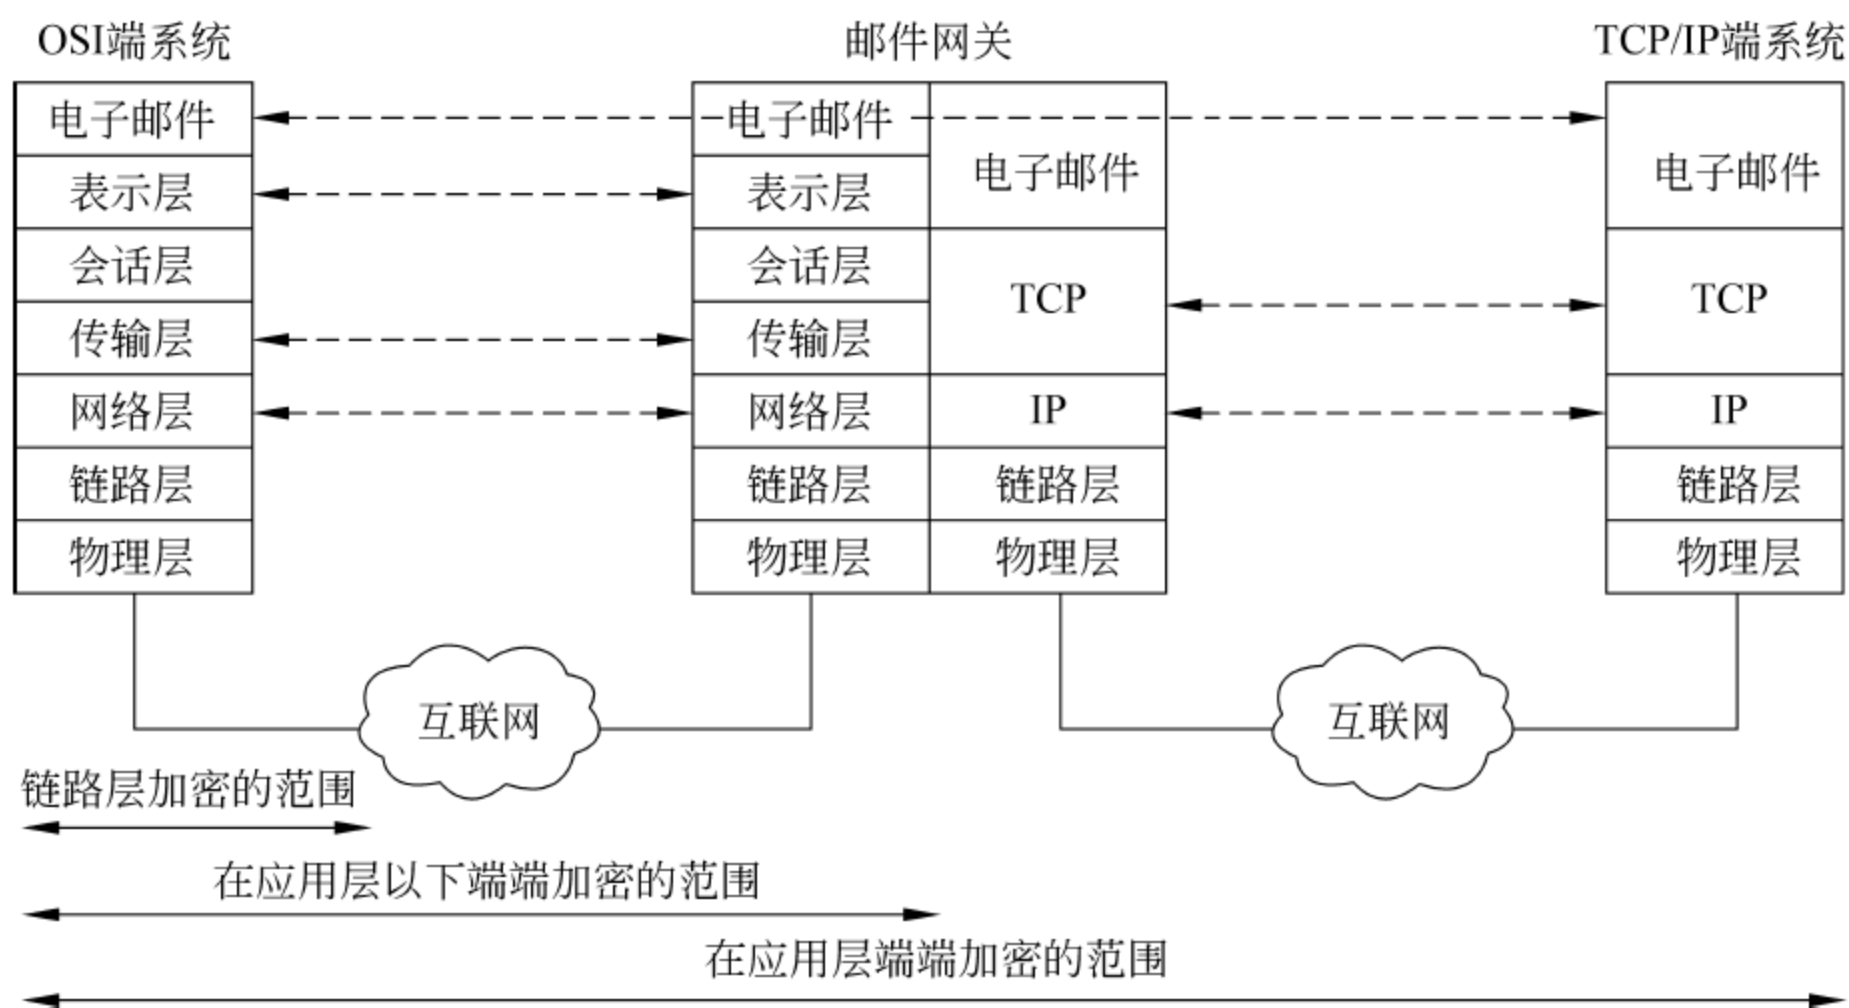 OSI端系统
邮件网关
TCP/IP端系统
电子邮件
表示层
会话层
传输层
网络层
链路层
物理层
电子邮件
表示层
会话层
传输层
网络层
链路层
物理层
电子邮件
TCP
IP
链路层
物理层
电子邮件
TCP
IP
链路层
物理层
互联网
互联网
链路层加密的范围
在应用层以下端端加密的范围
在应用层端端加密的范围